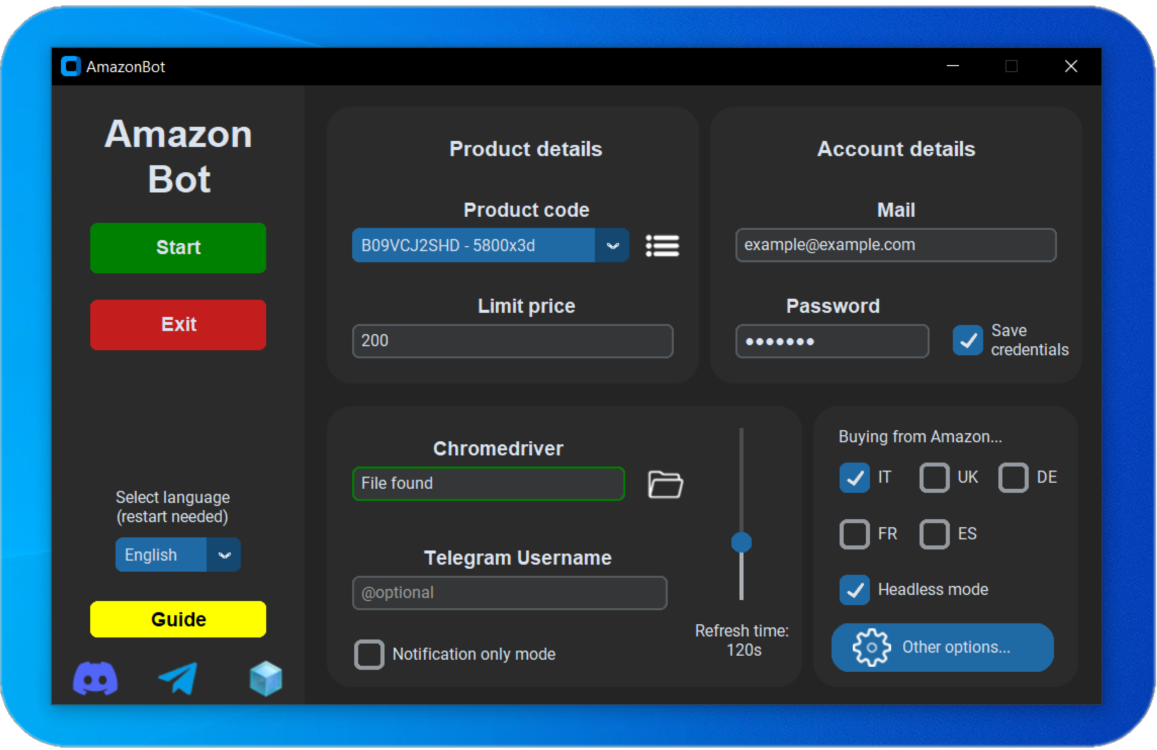 AmazonBot
Amazon
Bot
Start
Exit
Select language
(restart needed)
English
Guide
Product details
Product code
B09VCJ2SHD - 5800x3d
Limit price
200
Account details
Mail
example@example.com
Password
•••••••
Save
credentials
Chromedriver
File found
Telegram Username
@optional
Notification only mode
Refresh time:
120s
Buying from Amazon...
IT UK DE
FR ES
Headless mode
Other options...